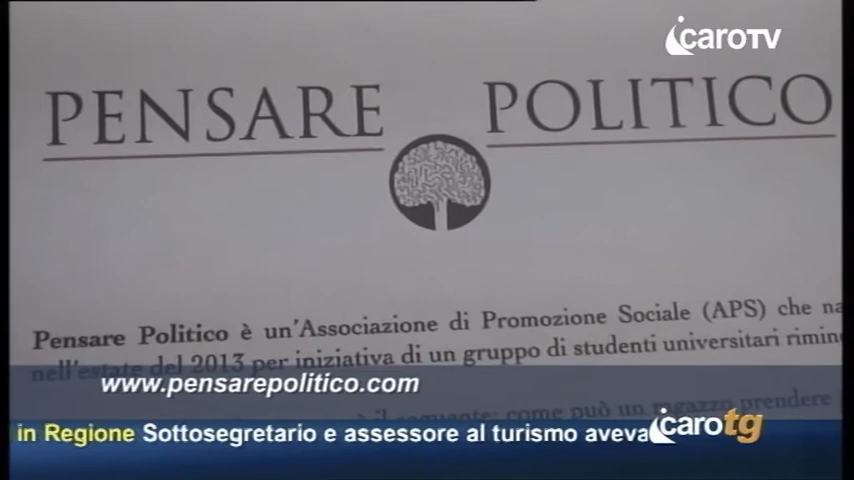 icaroTV
PENSARE POLITICO
Pensare Politico è un'Associazione di Promozione Sociale (APS) che na
nell'estate del 2013 per iniziativa di un gruppo di studenti universitari rimin
www.pensarepolitico.com
è il seguente: come può un ragazzo prendere
in Regione Sottosegretario e assessore al turismo aveva
icarotg